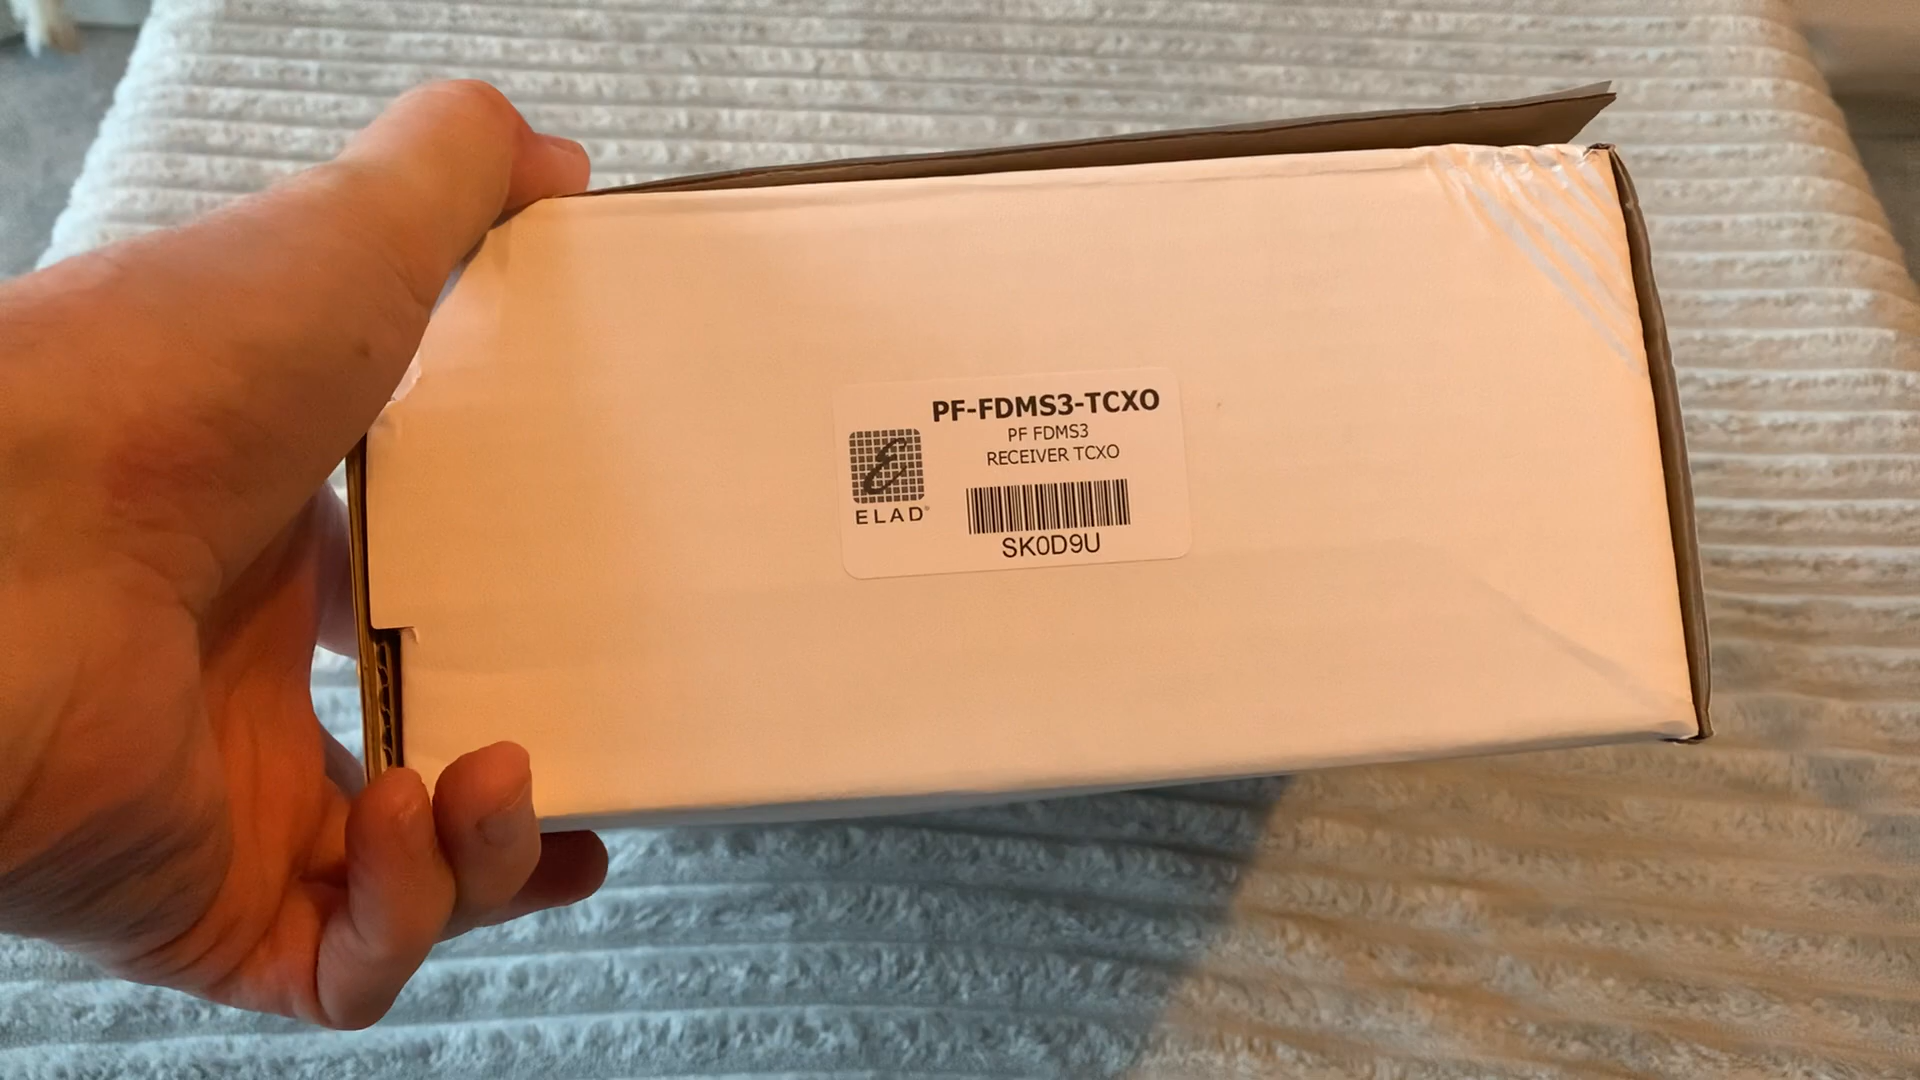 PF-FDMS3-TCXO
PF FDMS3
RECEIVER TCXO
E
ELAD®
SK0D9U